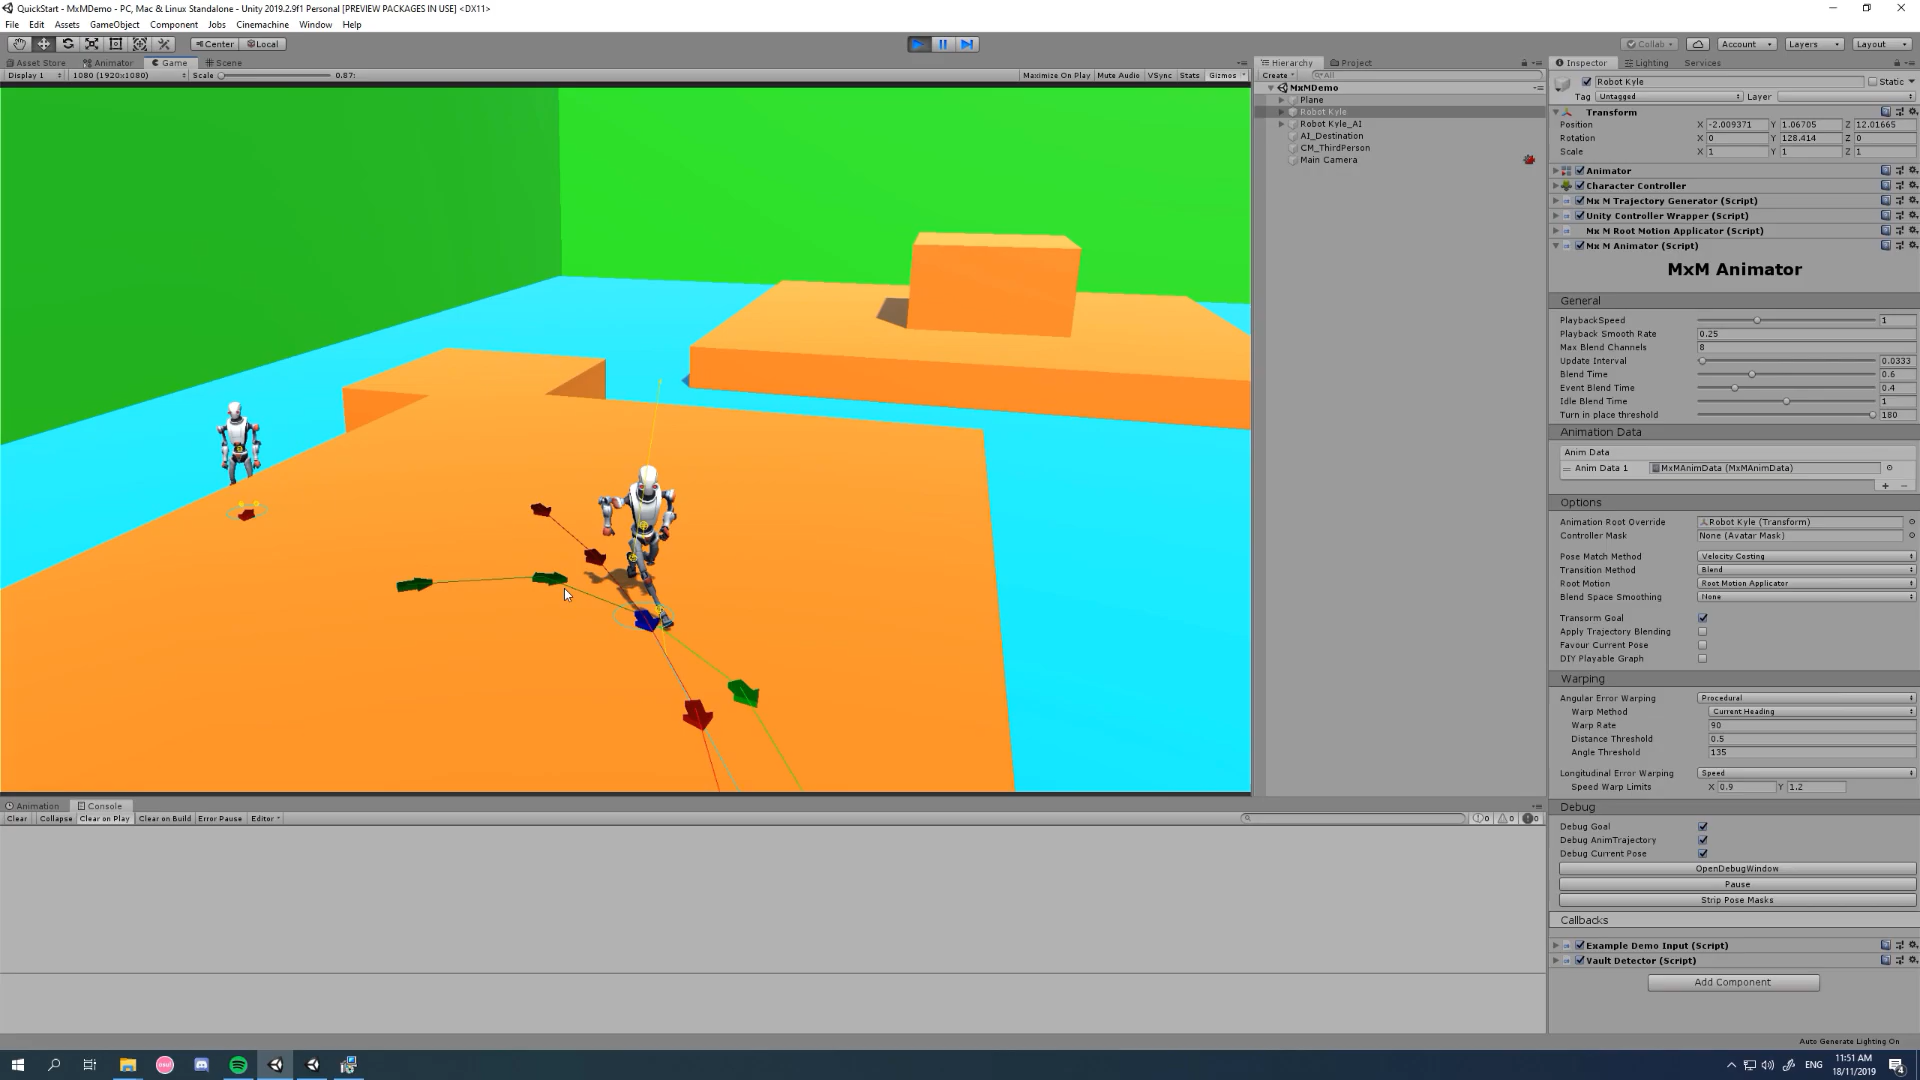 QuickStart - MxMDemo - PC, Mac & Linux Standalone - Unity 2019.2.9f1 Personal [PREVIEW PACKAGES IN USE] <DX11>
File Edit Assets GameObject Component Jobs Cinemachine Window Help
Center Local Collab Account Layers Layout
Asset Store Animator Game Scene
Display 1 1080 (1920x1080) Scale 0.87: Maximize On Play Mute Audio VSync Stats Gizmos
Hierarchy Project
Create All
MxMDemo
Plane
Robot Kyle
Robot Kyle_AI
AI_Destination
CM_ThirdPerson
Main Camera
Inspector Lighting Services
Robot Kyle Static
Tag Untagged Layer
Transform
Position X -2.009371 Y 1.06705 Z 12.01665
Rotation X 0 Y 128.414 Z 0
Scale X 1 Y 1 Z 1
Animator
Character Controller
Mx M Trajectory Generator (Script)
Unity Controller Wrapper (Script)
Mx M Root Motion Applicator (Script)
Mx M Animator (Script)
MxM Animator
General
PlaybackSpeed 1
Playback Smooth Rate 0.25
Max Blend Channels 8
Update Interval 0.0333
Blend Time 0.6
Event Blend Time 0.4
Idle Blend Time 1
Turn in place threshold 180
Animation Data
Anim Data
Anim Data 1 MxMAnimData (MxMAnimData)
+ −
Options
Animation Root Override Robot Kyle (Transform)
Controller Mask None (Avatar Mask)
Pose Match Method Velocity Costing
Transition Method Blend
Root Motion Root Motion Applicator
Blend Space Smoothing None
Transorm Goal
Apply Trajectory Blending
Favour Current Pose
DIY Playable Graph
Warping
Angular Error Warping Procedural
Warp Method Current Heading
Warp Rate 90
Distance Threshold 0.5
Angle Threshold 135
Longitudinal Error Warping Speed
Speed Warp Limits X 0.9 Y 1.2
Debug
Debug Goal
Debug AnimTrajectory
Debug Current Pose
OpenDebugWindow
Pause
Strip Pose Masks
Callbacks
Example Demo Input (Script)
Vault Detector (Script)
Add Component
Animation Console
Clear Collapse Clear on Play Clear on Build Error Pause Editor 0 0 0
Auto Generate Lighting On
ENG
11:51 AM
18/11/2019
4